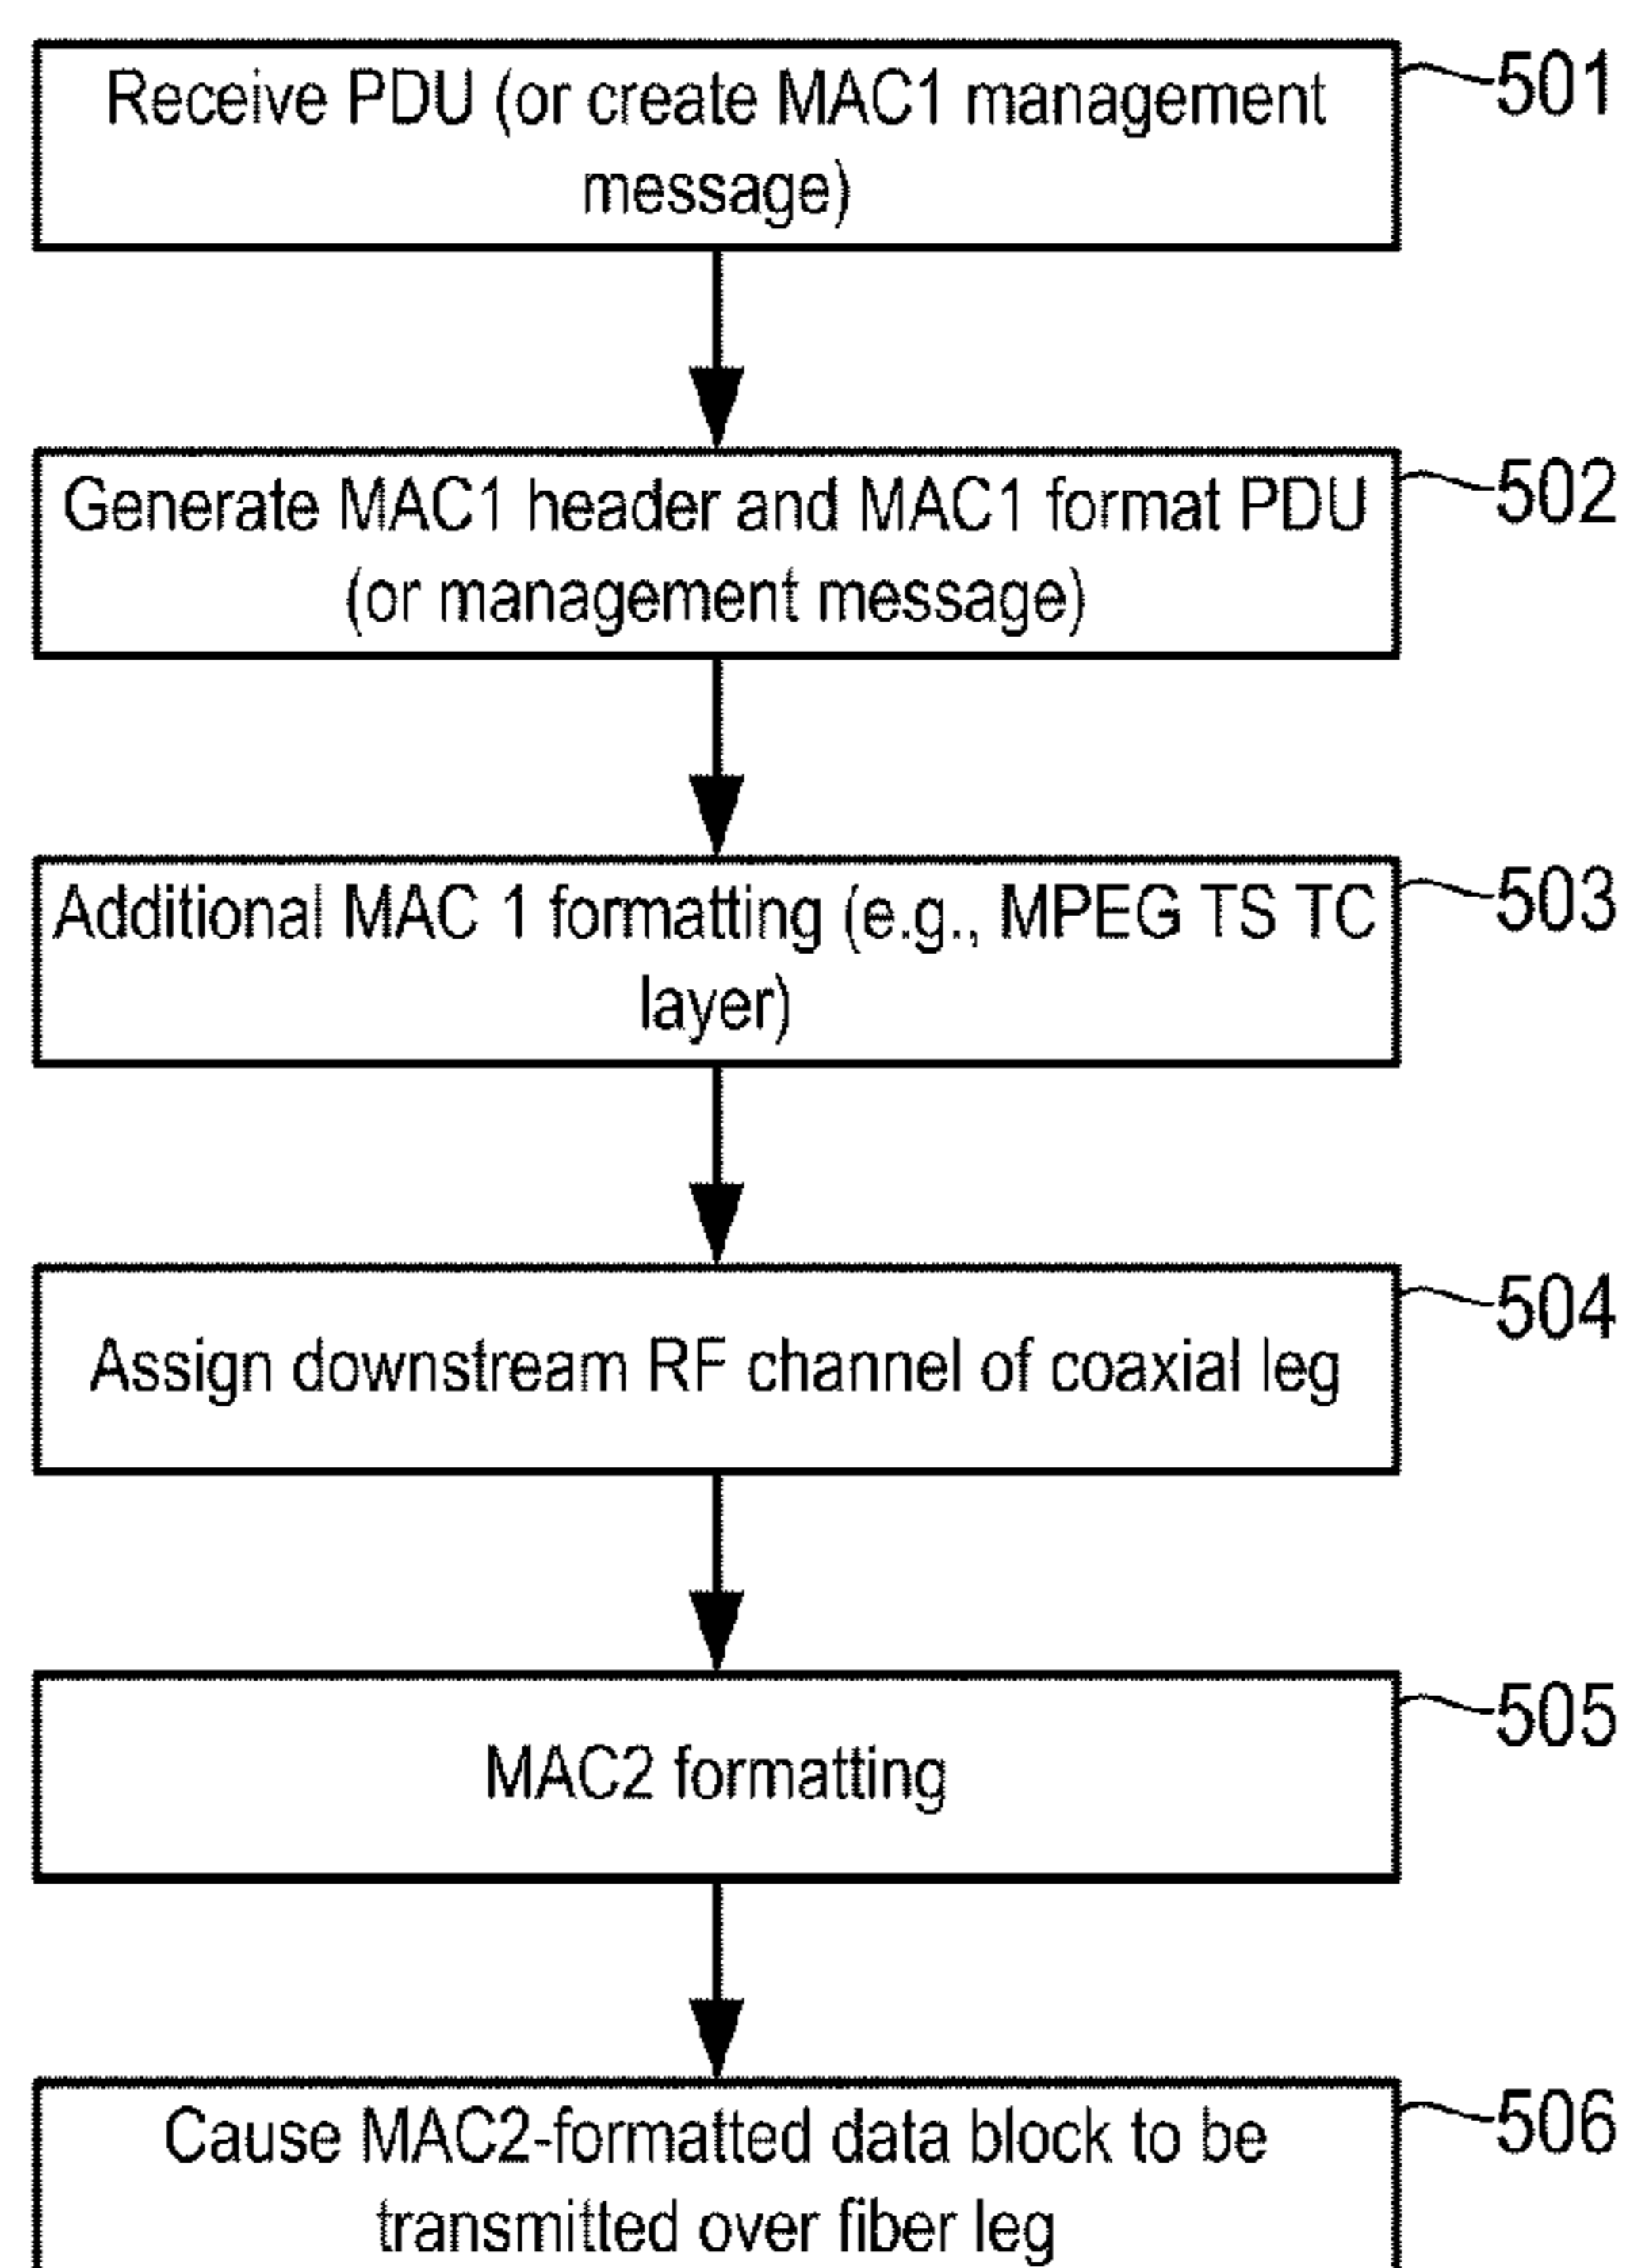 Receive PDU (or create MAC1 management
message)
501
Generate MAC1 header and MAC1 format PDU
(or management message)
502
Additional MAC 1 formatting (e.g., MPEG TS TC
layer)
503
Assign downstream RF channel of coaxial leg
504
MAC2 formatting
505
Cause MAC2-formatted data block to be
transmitted over fiber leg
506